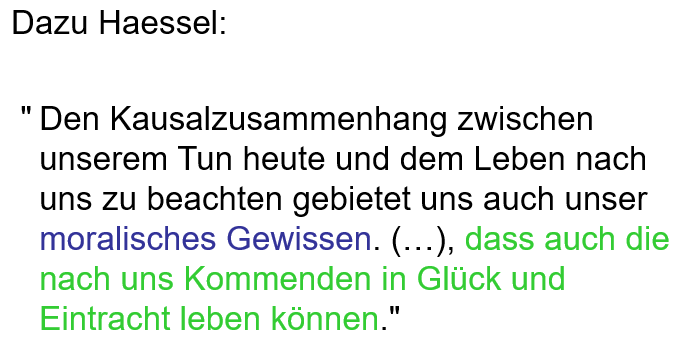 Dazu Haessel:
" Den Kausalzusammenhang zwischen
unserem Tun heute und dem Leben nach
uns zu beachten gebietet uns auch unser
moralisches Gewissen. (…), dass auch die
nach uns Kommenden in Glück und
Eintracht leben können."